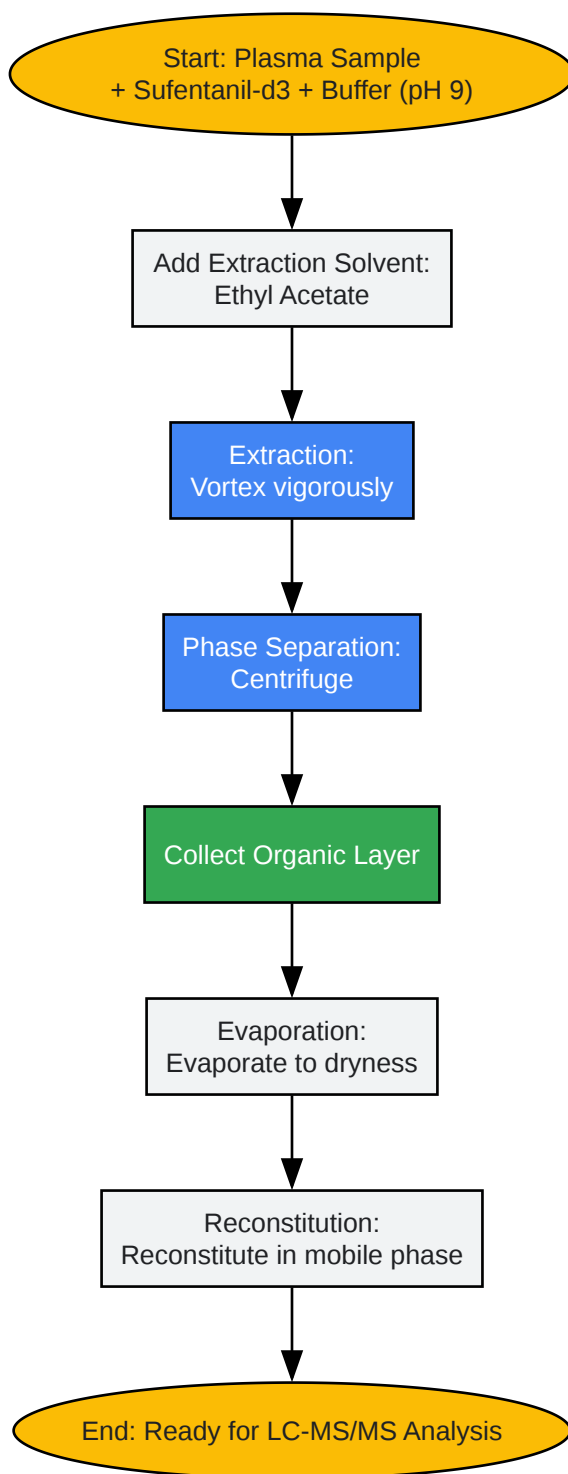 Start: Plasma Sample
+ Sufentanil-d3 + Buffer (pH 9)
Add Extraction Solvent:
Ethyl Acetate
Extraction:
Vortex vigorously
Phase Separation:
Centrifuge
Collect Organic Layer
Evaporation:
Evaporate to dryness
Reconstitution:
Reconstitute in mobile phase
End: Ready for LC-MS/MS Analysis